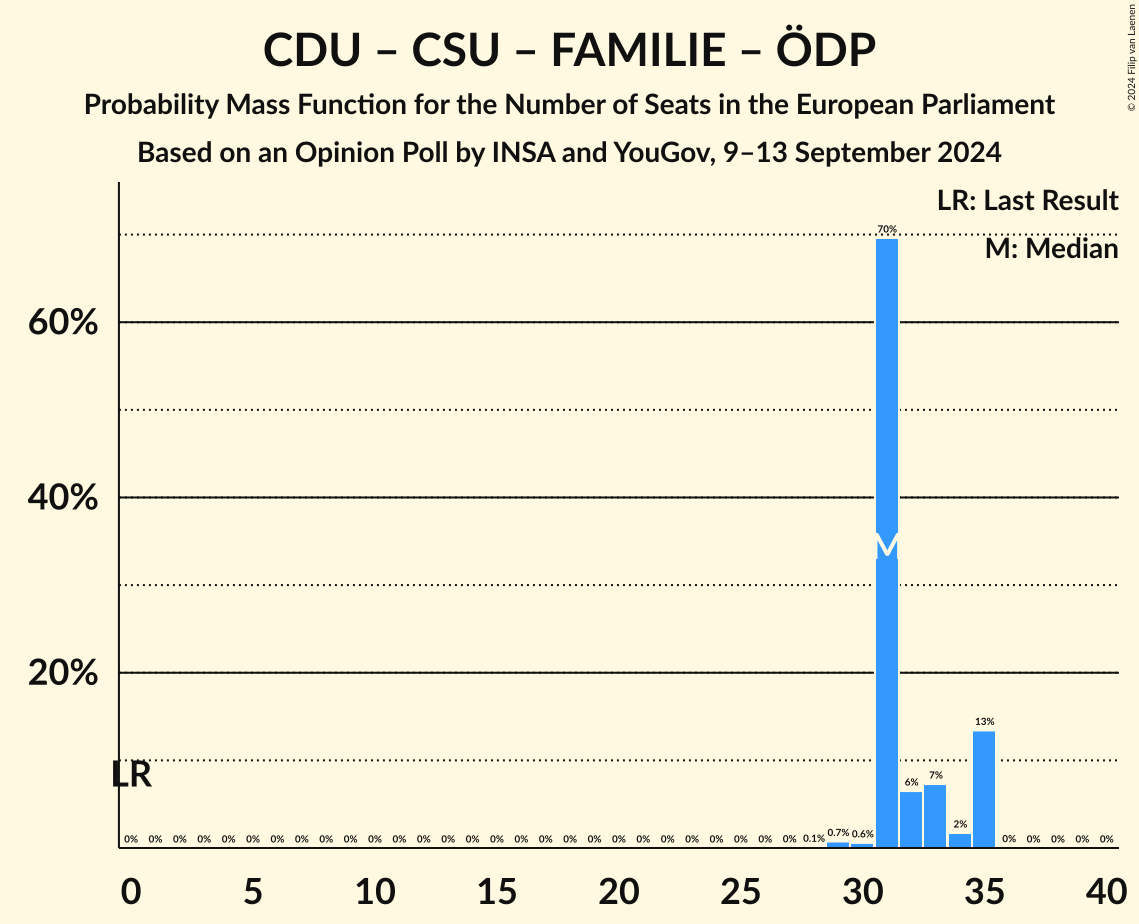 CDU – CSU – FAMILIE – ÖDP
Probability Mass Function for the Number of Seats in the European Parliament
Based on an Opinion Poll by INSA and YouGov, 9–13 September 2024
© 2024 Filip van Laenen
LR: Last Result
M: Median
70%
60%
40%
M
20%
13%
LR
6% 7% 2%
0% 0% 0% 0% 0% 0% 0% 0% 0% 0% 0% 0% 0% 0% 0% 0% 0% 0% 0% 0% 0% 0% 0% 0% 0% 0% 0% 0% 0.1% 0.7% 0.6% 0% 0% 0% 0% 0%
0 5 10 15 20 25 30 35 40